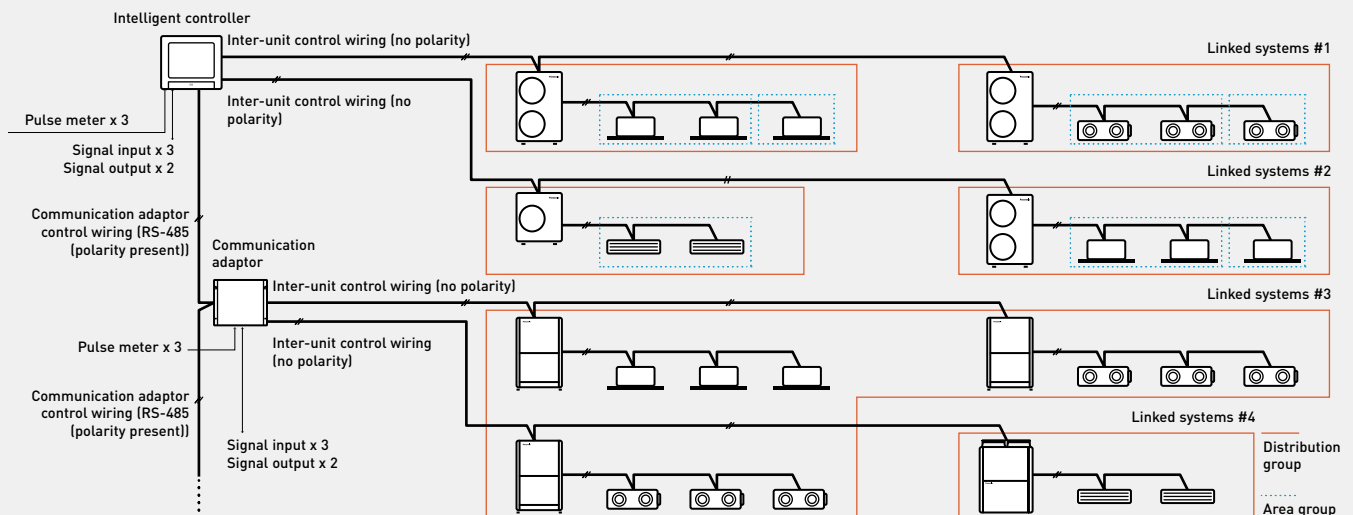 Intelligent controller
Inter-unit control wiring (no polarity)
Linked systems #1
Inter-unit control wiring (no
polarity)
Pulse meter x 3
Signal input x 3
Signal output x 2
Linked systems #2
Communication adaptor
control wiring (RS-485
(polarity present))
Communication
adaptor
Inter-unit control wiring (no polarity)
Linked systems #3
Pulse meter x 3
Inter-unit control wiring
(no polarity)
Communication adaptor
control wiring (RS-485
(polarity present))
Signal input x 3
Signal output x 2
Linked systems #4
Distribution
group
Area group